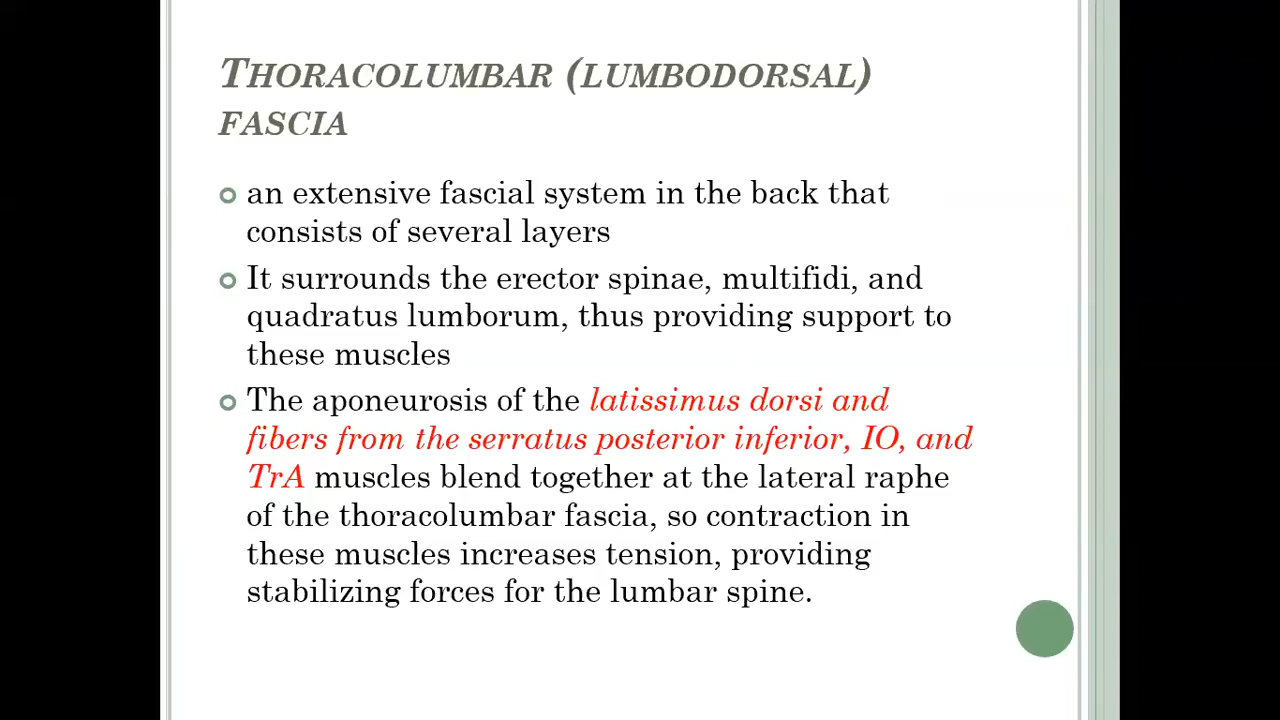 THORACOLUMBAR (LUMBODORSAL)
FASCIA
an extensive fascial system in the back that
consists of several layers
It surrounds the erector spinae, multifidi, and
quadratus lumborum, thus providing support to
these muscles
The aponeurosis of the latissimus dorsi and
fibers from the serratus posterior inferior, IO, and
TrA muscles blend together at the lateral raphe
of the thoracolumbar fascia, so contraction in
these muscles increases tension, providing
stabilizing forces for the lumbar spine.